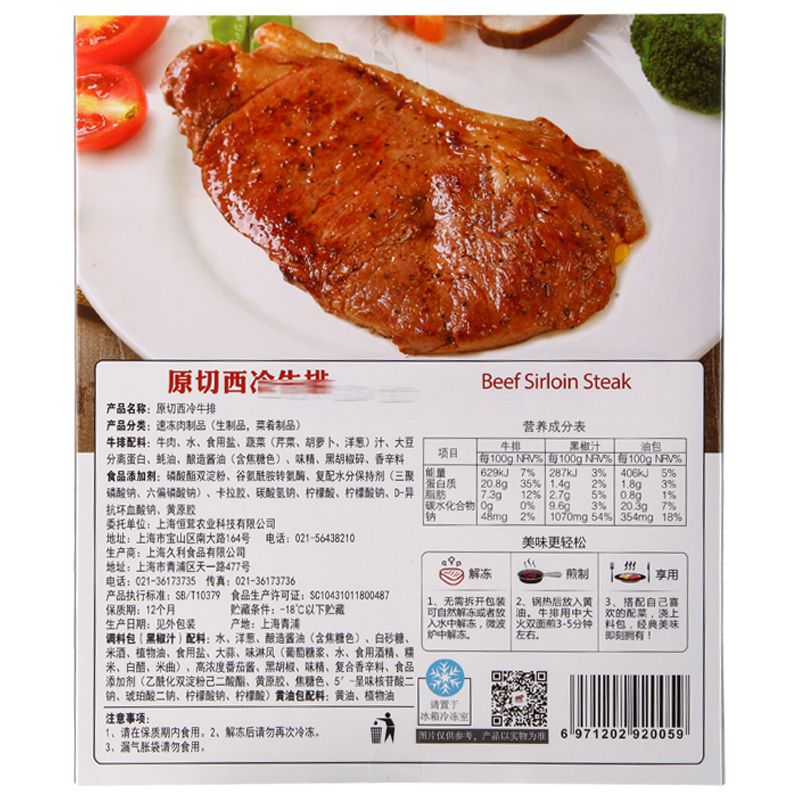 原切西冷牛排
Beef Sirloin Steak
产品名称：原切西冷牛排
产品分类：速冻肉制品（生制品，菜肴制品）
牛排配料：牛肉、水、食用盐、蔬菜（芹菜、胡萝卜、洋葱）汁、大豆
分离蛋白、蚝油、酿造酱油（含焦糖色）、味精、黑胡椒碎、香辛料
食品添加剂：磷酸酯双淀粉、谷氨酰胺转氨酶、复配水分保持剂（三聚
磷酸钠、六偏磷酸钠）、卡拉胶、碳酸氢钠、柠檬酸、柠檬酸钠、D-异
抗坏血酸钠、黄原胶
委托单位：上海恒茸农业科技有限公司
地址：上海市宝山区南大路164号 电话：021-56438210
生产商：上海久利食品有限公司
地址：上海市青浦区天一路477号
电话：021-36173735 传真：021-36173736
产品执行标准：SB/T10379 食品生产许可证：SC10431011800487
保质期：12个月 贮藏条件：-18℃以下贮藏
生产日期：见外包装 产地：上海青浦
调料包（黑椒汁）配料：水、洋葱、酿造酱油（含焦糖色）、白砂糖、
米酒、植物油、食用盐、大蒜、味淋风（葡萄糖浆、水、食用酒精、糯
米、白醋、米曲）、高浓度番茄酱、黑胡椒、味精、复合香辛料、食品
添加剂（乙酰化双淀粉己二酸酯、黄原胶、焦糖色、5′-呈味核苷酸二
钠、琥珀酸二钠、柠檬酸钠、柠檬酸）黄油包配料：黄油、植物油
注意事项：
1、请在保质期内食用。2、解冻后请勿再次冷冻。
3、漏气胀袋请勿食用。
营养成分表
项目 牛排 黑椒汁 油包
每100g NRV% 每100g NRV% 每100g NRV%
能量 629kJ 7% 287kJ 3% 406kJ 5%
蛋白质 20.8g 35% 1.4g 2% 1.8g 3%
脂肪 7.3g 12% 2.7g 5% 0.8g 1%
碳水化合物 0g 0% 9.6g 3% 20.3g 7%
钠 48mg 2% 1070mg 54% 354mg 18%
美味更轻松
解冻 煎制 享用
1、无需拆开包装
可自然解冻或者放
入水中解冻，微波
炉中解冻。
2、锅热后放入黄
油。牛排用中大
火双面煎3-5分钟
左右。
3、搭配自己喜
欢的配菜，浇上
料包，经典美味
即刻拥有！
请置于
冰箱冷冻室
图片仅供参考，产品以实物为准
6 971202 920059